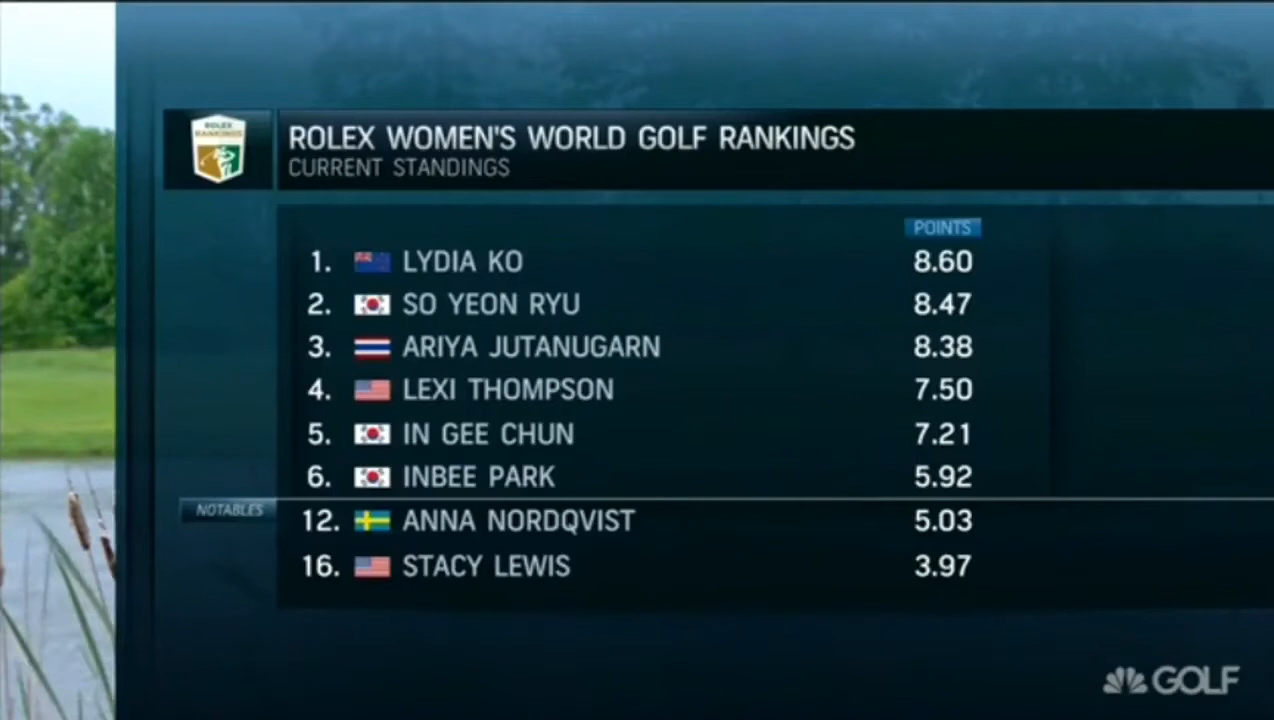 ROLEX
RANKINGS
ROLEX WOMEN'S WORLD GOLF RANKINGS
CURRENT STANDINGS
POINTS
1. LYDIA KO 8.60
2. SO YEON RYU 8.47
3. ARIYA JUTANUGARN 8.38
4. LEXI THOMPSON 7.50
5. IN GEE CHUN 7.21
6. INBEE PARK 5.92
NOTABLES
12. ANNA NORDQVIST 5.03
16. STACY LEWIS 3.97
GOLF